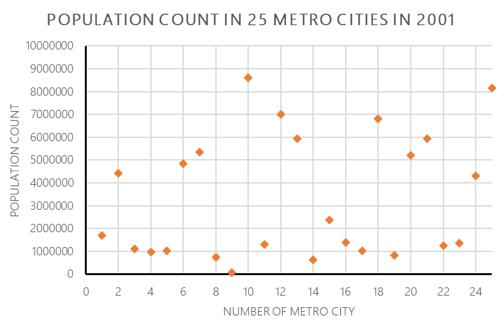 POPULATION COUNT IN 25 METRO CITIES IN 2001
10000000
9000000
8000000
7000000
6000000
5000000
4000000
3000000
2000000
1000000
0
POPULATION COUNT
0 2 4 6 8 10 12 14 16 18 20 22 24
NUMBER OF METRO CITY